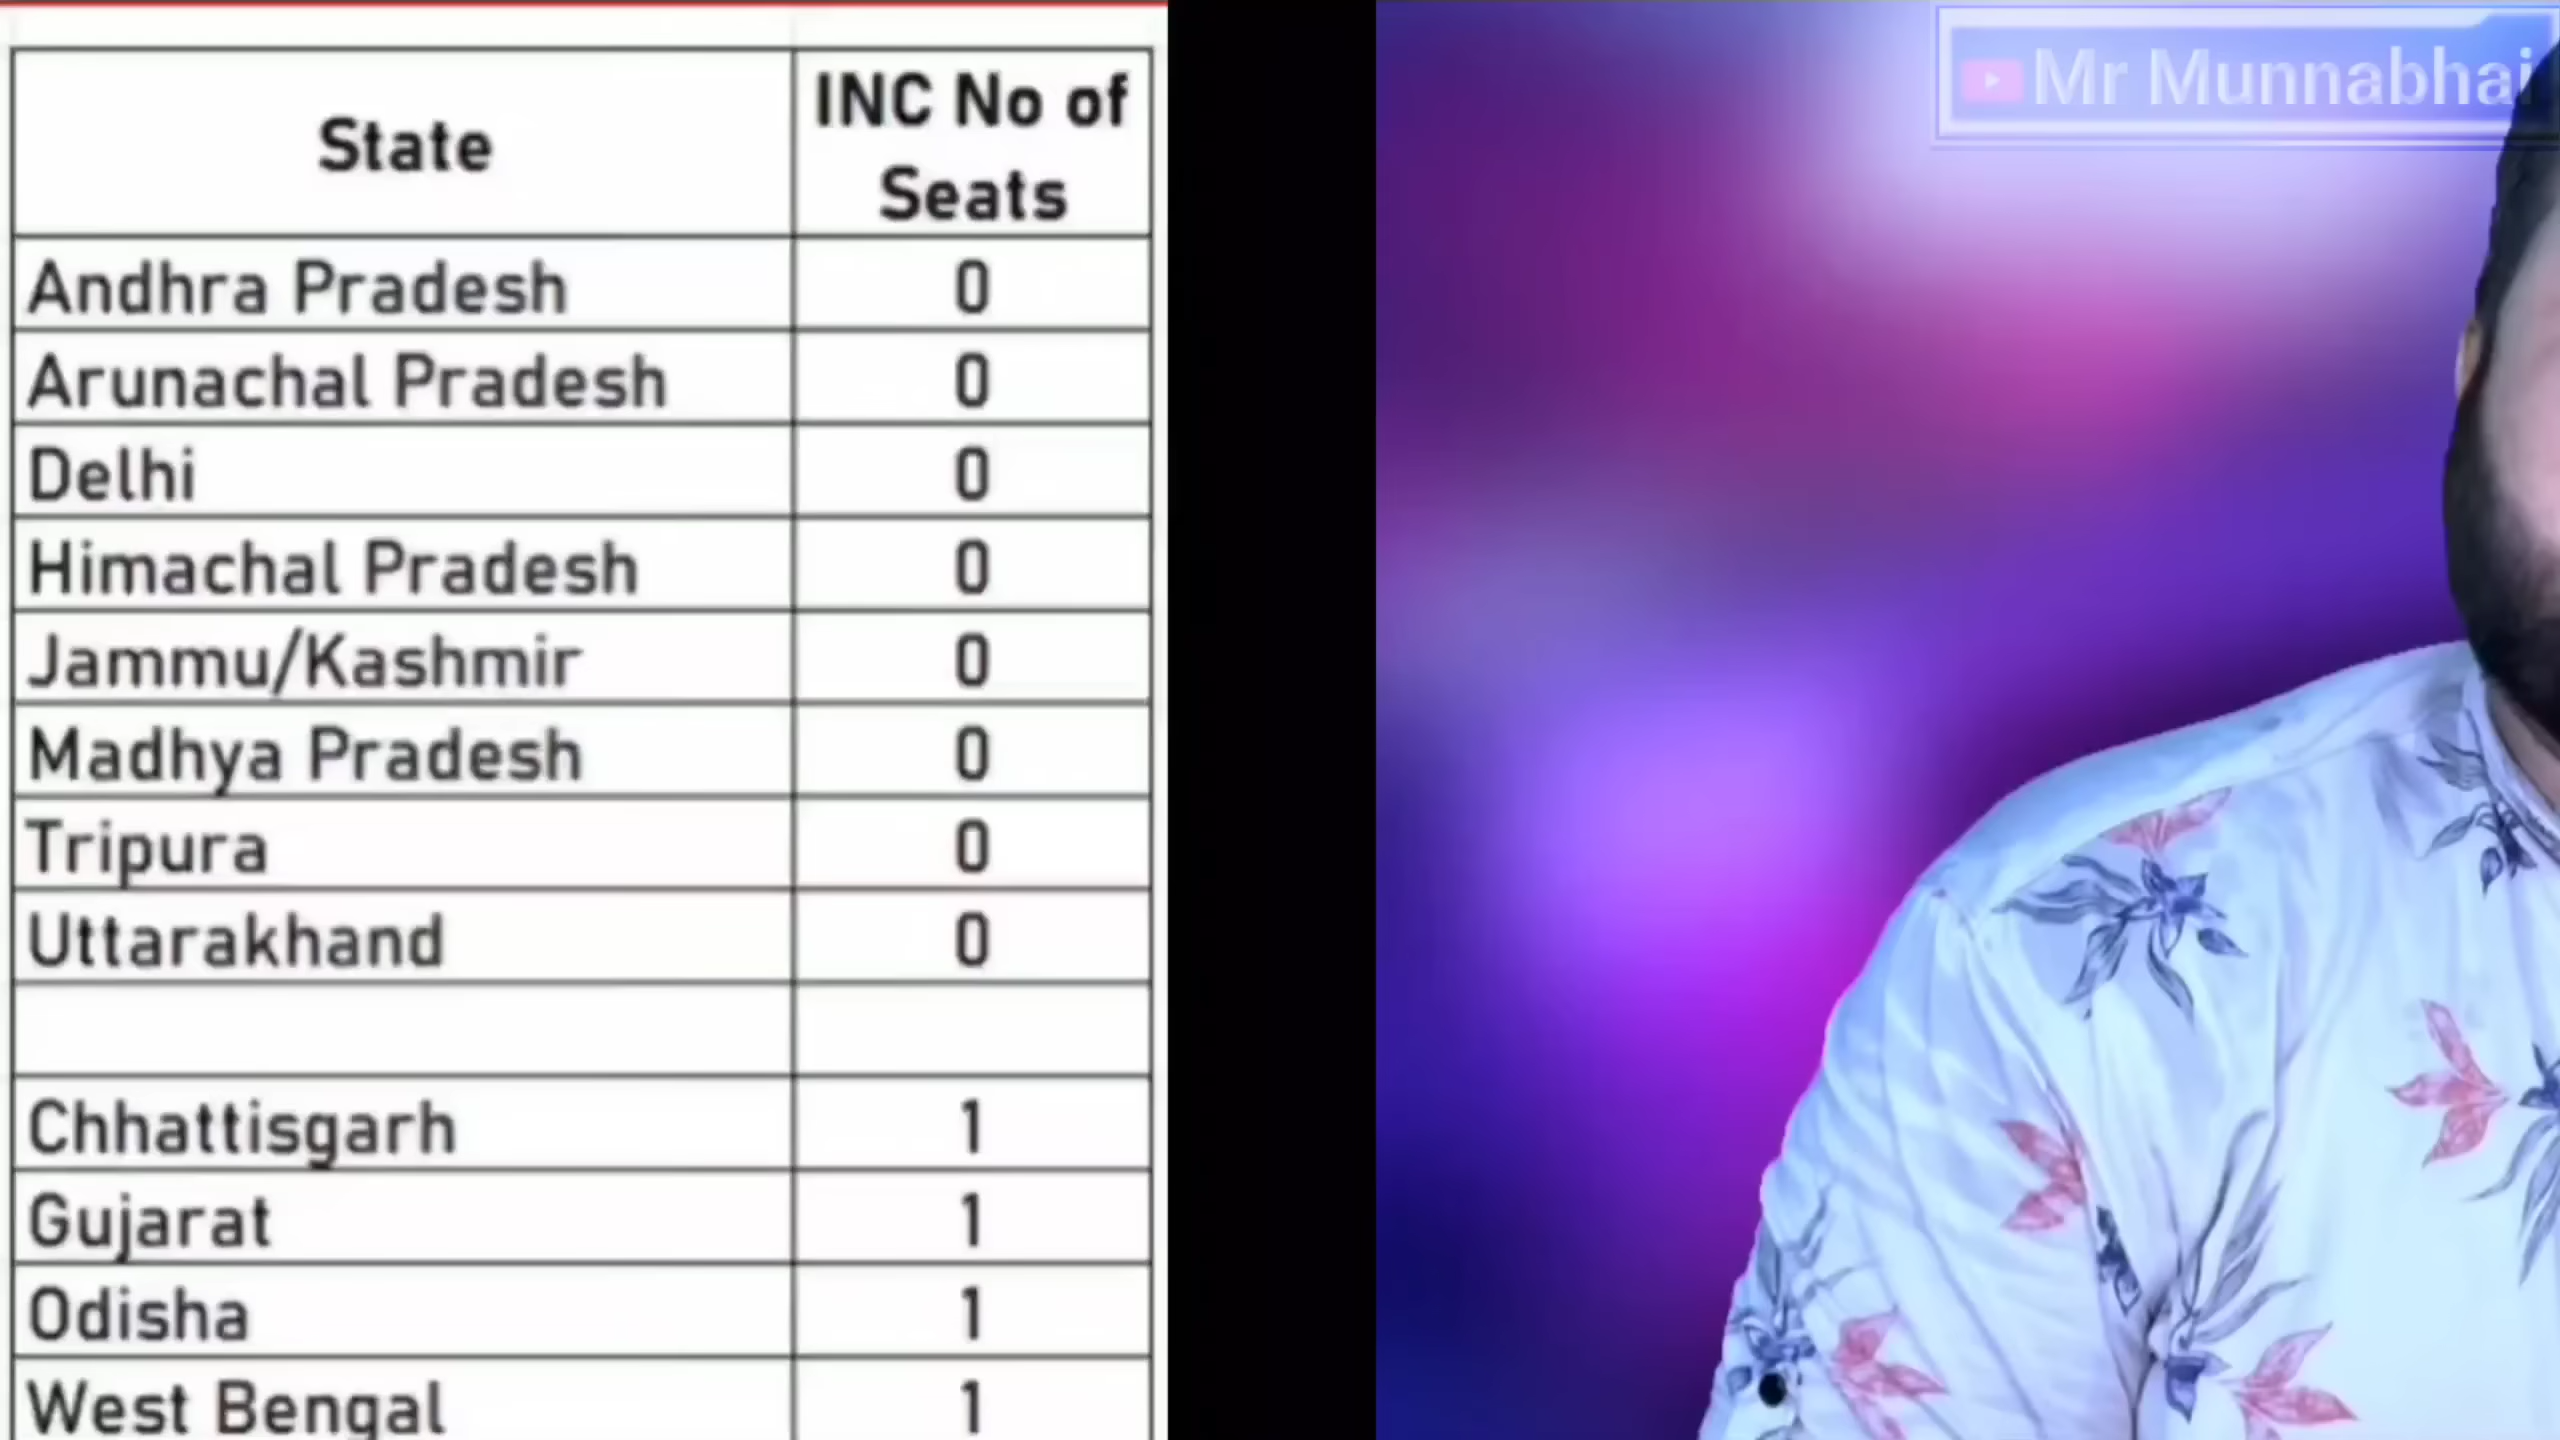 State | INC No of Seats
Andhra Pradesh | 0
Arunachal Pradesh | 0
Delhi | 0
Himachal Pradesh | 0
Jammu/Kashmir | 0
Madhya Pradesh | 0
Tripura | 0
Uttarakhand | 0
Chhattisgarh | 1
Gujarat | 1
Odisha | 1
West Bengal | 1
Mr Munnabhai